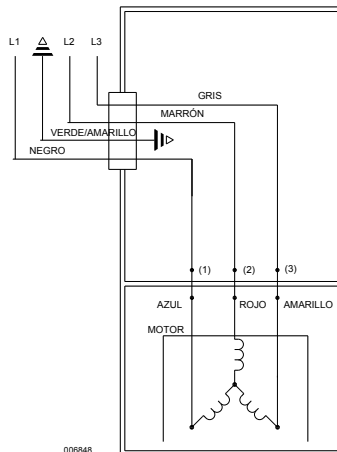 L1 L2 L3
GRIS
MARRÓN
VERDE/AMARILLO
NEGRO
(1) (2) (3)
AZUL ROJO AMARILLO
MOTOR
006848